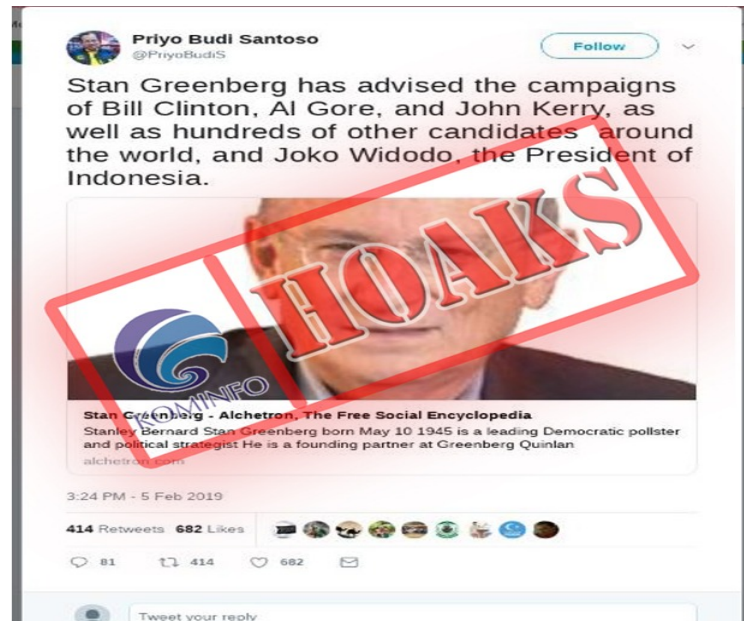 Priyo Budi Santoso
@PriyoBudiS
Follow
Stan Greenberg has advised the campaigns
of Bill Clinton, Al Gore, and John Kerry, as
well as hundreds of other candidates around
the world, and Joko Widodo, the President of
Indonesia.
HOAKS
KOMINFO
Stan Greenberg - Alchetron, The Free Social Encyclopedia
Stanley Bernard Stan Greenberg born May 10 1945 is a leading Democratic pollster
and political strategist He is a founding partner at Greenberg Quinlan
alchetron.com
3:24 PM - 5 Feb 2019
414 Retweets 682 Likes
81 414 682
Tweet your reply